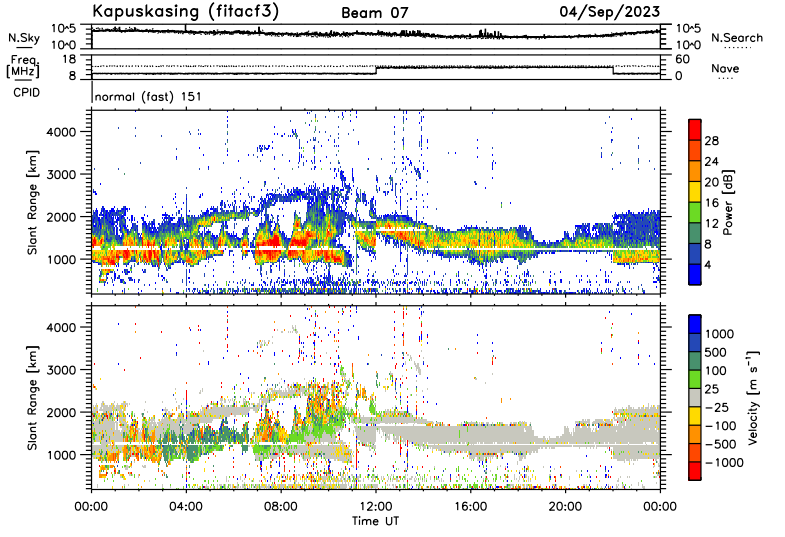 Kapuskasing (fitacf3) Beam 07 04/Sep/2023
N.Sky 10^5 10^0 10^5 10^0 N.Search
Freq. [MHz] 18 8 60 0 Nave
CPID normal (fast) 151
Slant Range [km]
4000
3000
2000
1000
28
24
20
16
12
8
4
Power [dB]
Slant Range [km]
4000
3000
2000
1000
1000
500
100
25
−25
−100
−500
−1000
Velocity [m s⁻¹]
00:00 04:00 08:00 12:00 16:00 20:00 00:00
Time UT